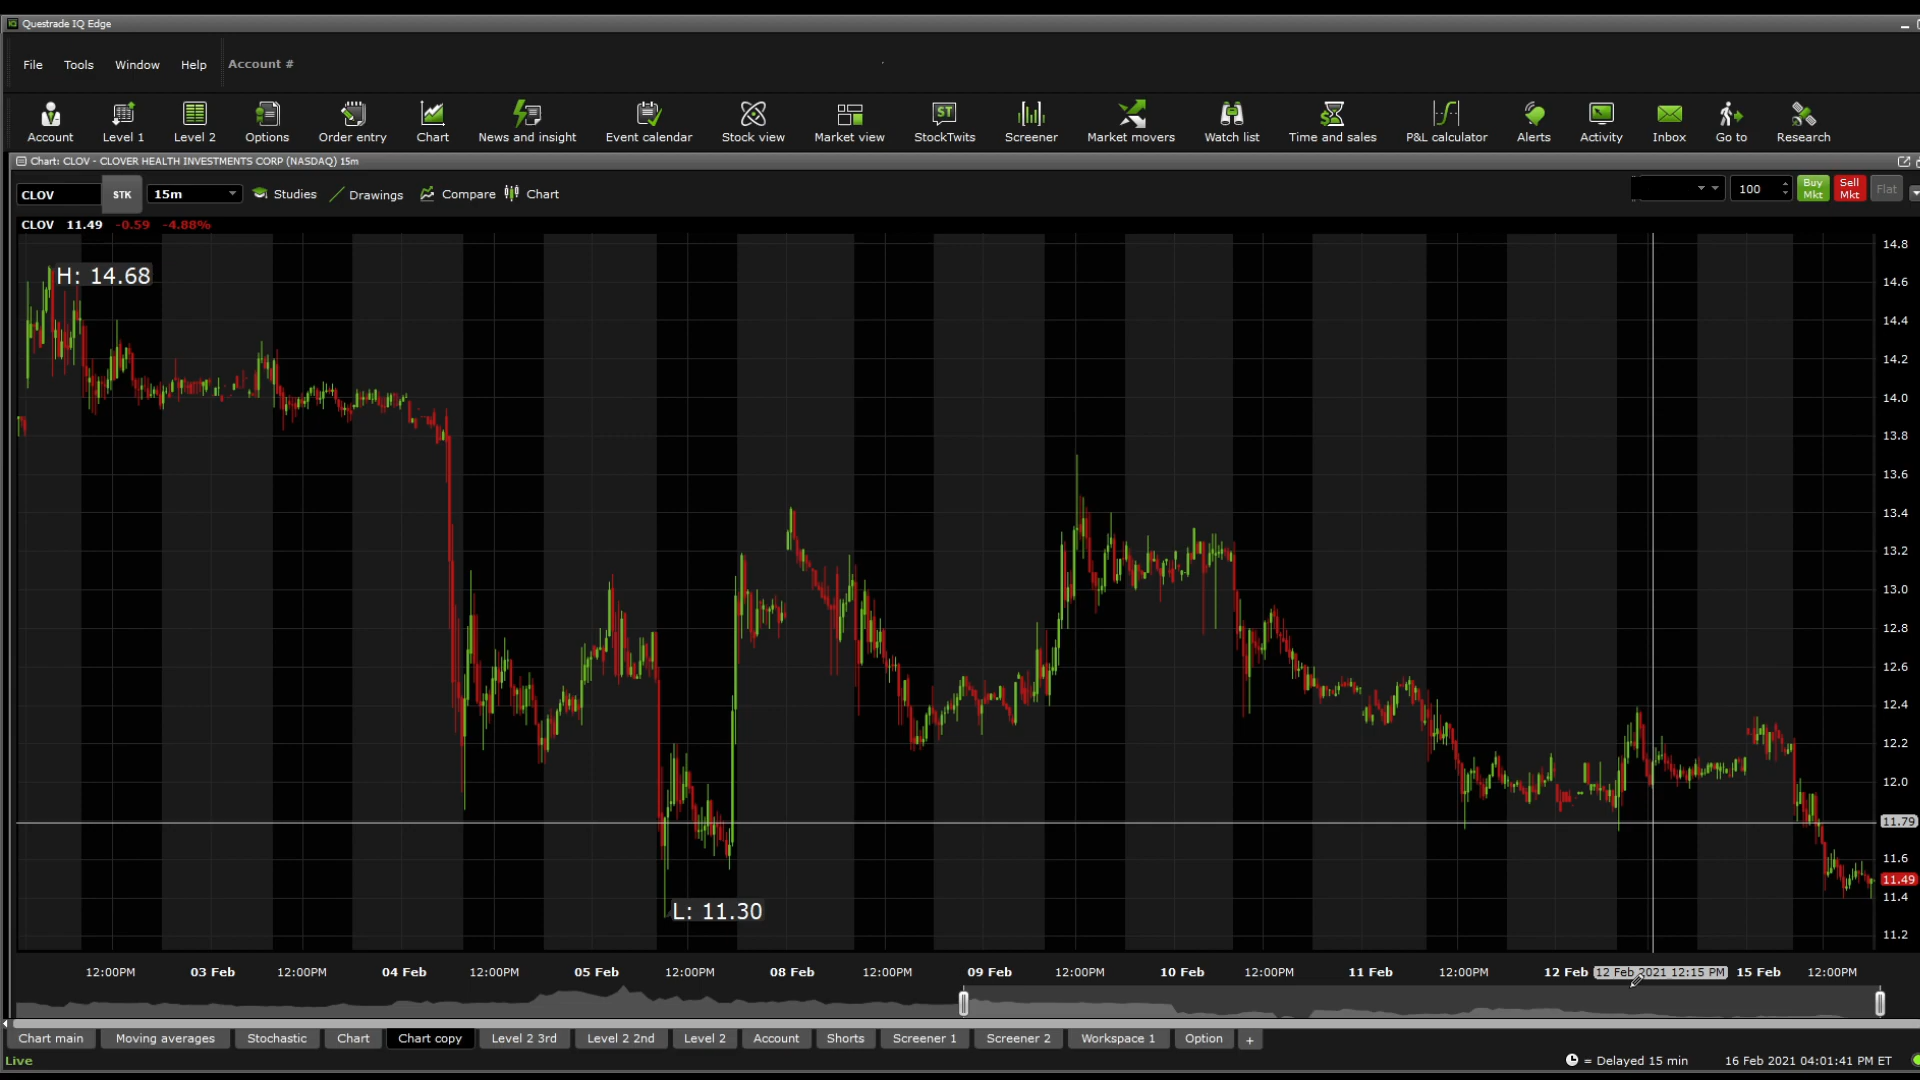 Questrade IQ Edge
File Tools Window Help Account #
Account Level 1 Level 2 Options Order entry Chart News and insight Event calendar Stock view Market view StockTwits Screener Market movers Watch list Time and sales P&L calculator Alerts Activity Inbox Go to Research
Chart: CLOV - CLOVER HEALTH INVESTMENTS CORP (NASDAQ) 15m
CLOV STK 15m Studies Drawings Compare Chart 100 Buy Mkt Sell Mkt Flat
CLOV 11.49 -0.59 -4.88%
14.8
H: 14.68
14.6
14.4
14.2
14.0
13.8
13.6
13.4
13.2
13.0
12.8
12.6
12.4
12.2
12.0
11.79
11.6
11.49
11.4
L: 11.30
11.2
12:00PM 03 Feb 12:00PM 04 Feb 12:00PM 05 Feb 12:00PM 08 Feb 12:00PM 09 Feb 12:00PM 10 Feb 12:00PM 11 Feb 12:00PM 12 Feb 12 Feb 2021 12:15 PM 15 Feb 12:00PM
Chart main Moving averages Stochastic Chart Chart copy Level 2 3rd Level 2 2nd Level 2 Account Shorts Screener 1 Screener 2 Workspace 1 Option +
Live = Delayed 15 min 16 Feb 2021 04:01:41 PM ET